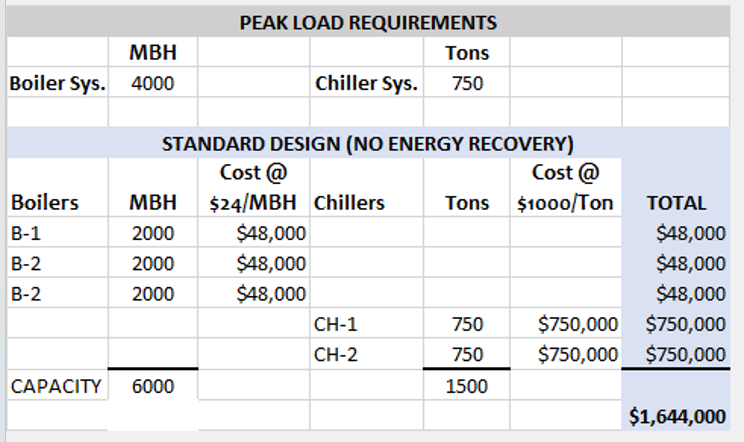 PEAK LOAD REQUIREMENTS
MBH Tons
Boiler Sys. 4000 Chiller Sys. 750
STANDARD DESIGN (NO ENERGY RECOVERY)
Cost @ Cost @
Boilers MBH $24/MBH Chillers Tons $1000/Ton TOTAL
B-1 2000 $48,000 $48,000
B-2 2000 $48,000 $48,000
B-2 2000 $48,000 $48,000
CH-1 750 $750,000 $750,000
CH-2 750 $750,000 $750,000
CAPACITY 6000 1500
$1,644,000